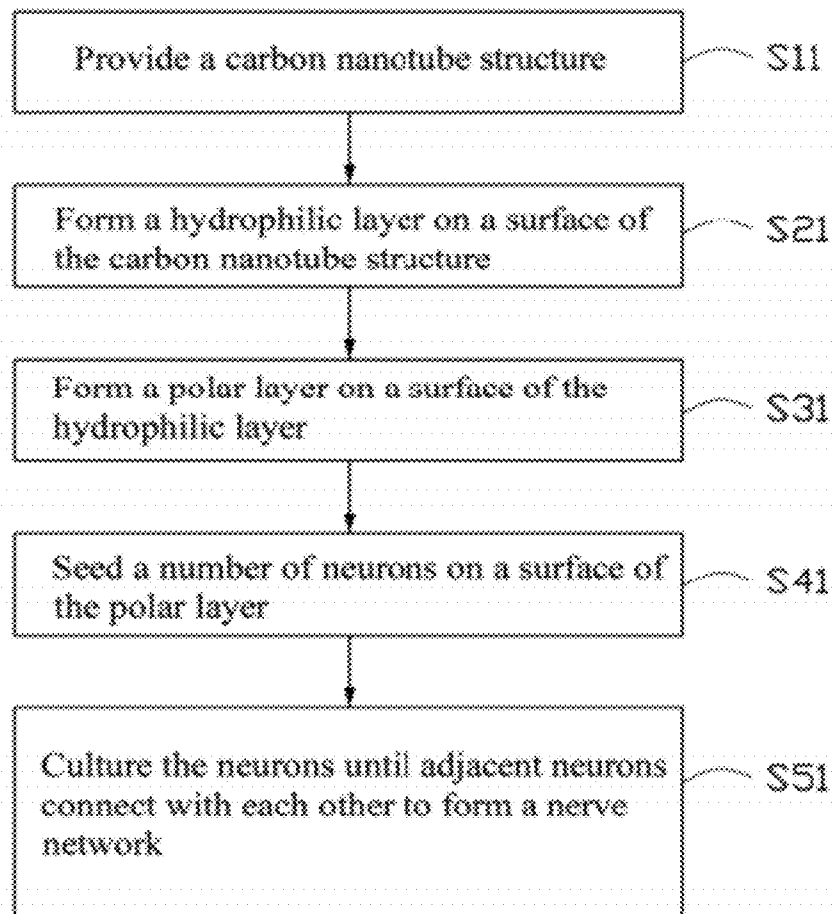 Provide a carbon nanotube structure
S11
Form a hydrophilic layer on a surface of
the carbon nanotube structure
S21
Form a polar layer on a surface of the
hydrophilic layer
S31
Seed a number of neurons on a surface of
the polar layer
S41
Culture the neurons until adjacent neurons
connect with each other to form a nerve
network
S51